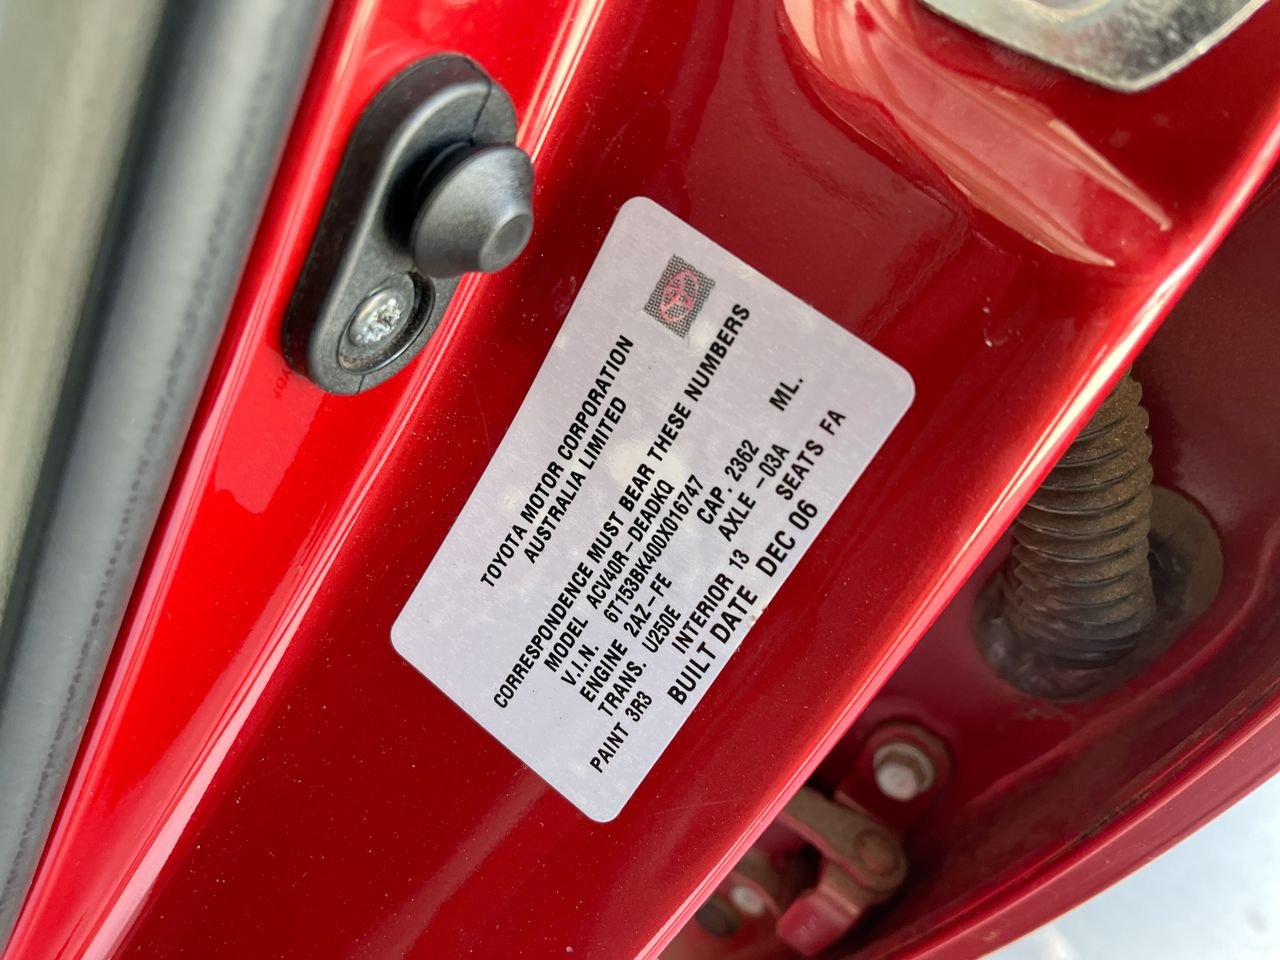 TOYOTA MOTOR CORPORATION
AUSTRALIA LIMITED
CORRESPONDENCE MUST BEAR THESE NUMBERS
MODEL ACV40R-DEADKQ
V.I.N. 6T153BK400X016747
ENGINE 2AZ-FE CAP. 2362 ML.
TRANS. U250E AXLE -03A
PAINT 3R3 INTERIOR 13 SEATS FA
BUILT DATE DEC 06